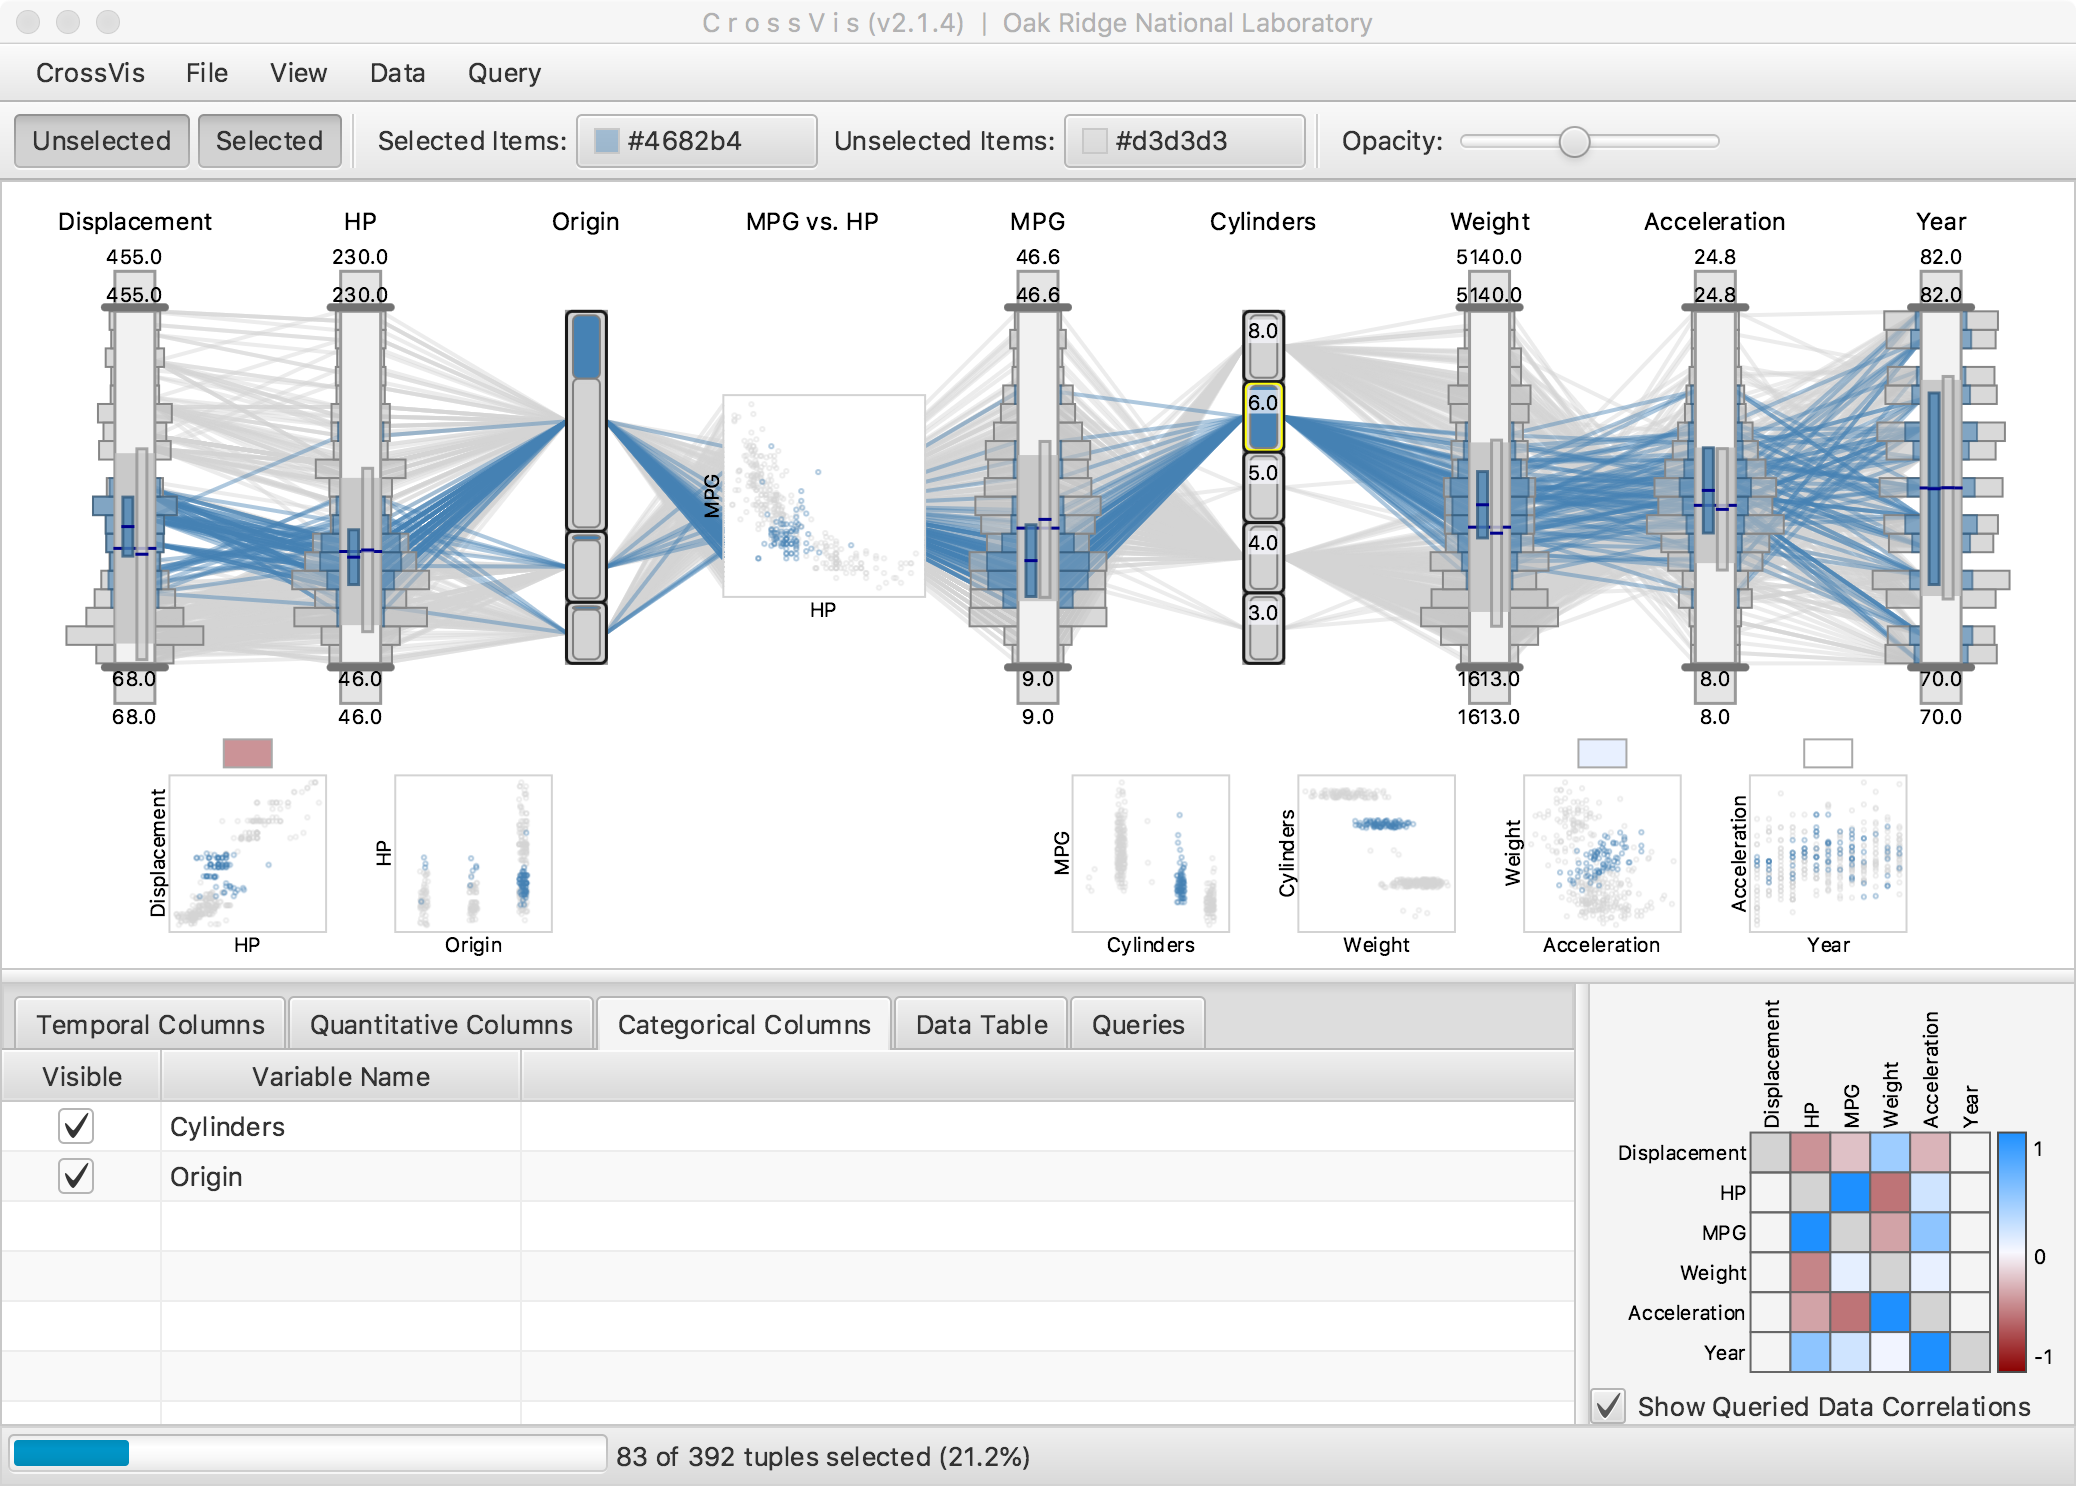 CrossVis (v2.1.4) | Oak Ridge National Laboratory
CrossVis File View Data Query
Unselected Selected Selected Items: #4682b4 Unselected Items: #d3d3d3 Opacity:
Displacement HP Origin MPG vs. HP MPG Cylinders Weight Acceleration Year
455.0 230.0 46.6 5140.0 24.8 82.0
455.0 230.0 46.6 5140.0 24.8 82.0
8.0
6.0
5.0
4.0
3.0
MPG
HP
68.0 46.0 9.0 1613.0 8.0 70.0
68.0 46.0 9.0 1613.0 8.0 70.0
Displacement HP MPG Cylinders Weight Acceleration
HP Origin Cylinders Weight Acceleration Year
Temporal Columns Quantitative Columns Categorical Columns Data Table Queries
Visible Variable Name
Cylinders
Origin
Displacement HP MPG Weight Acceleration Year
Displacement
HP
MPG
Weight
Acceleration
Year
1
0
-1
Show Queried Data Correlations
83 of 392 tuples selected (21.2%)